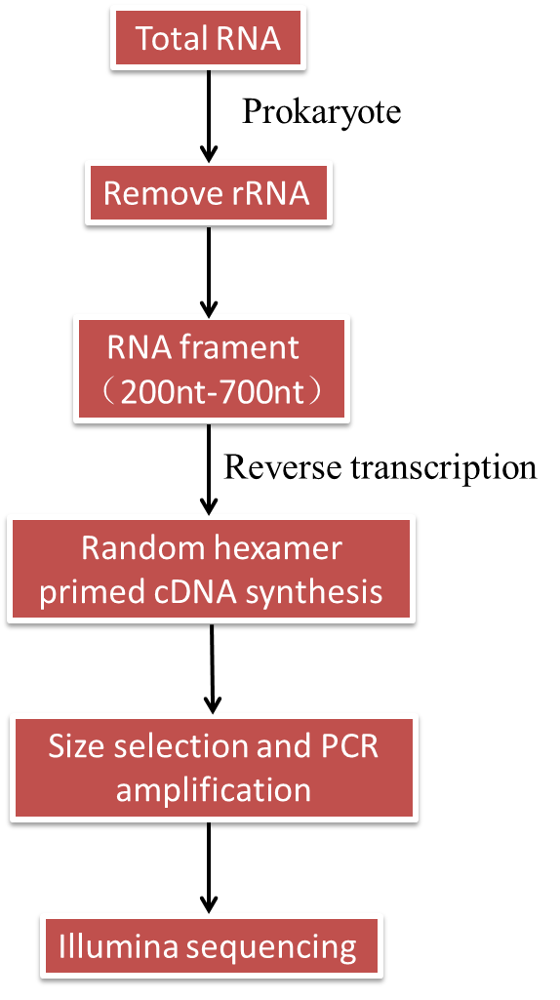 Total RNA
Prokaryote
Remove rRNA
RNA frament
（200nt-700nt）
Reverse transcription
Random hexamer
primed cDNA synthesis
Size selection and PCR
amplification
Illumina sequencing